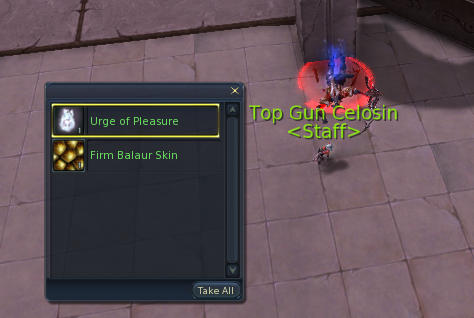 Urge of Pleasure
1
Firm Balaur Skin
Take All
Top Gun Celosin
<Staff>